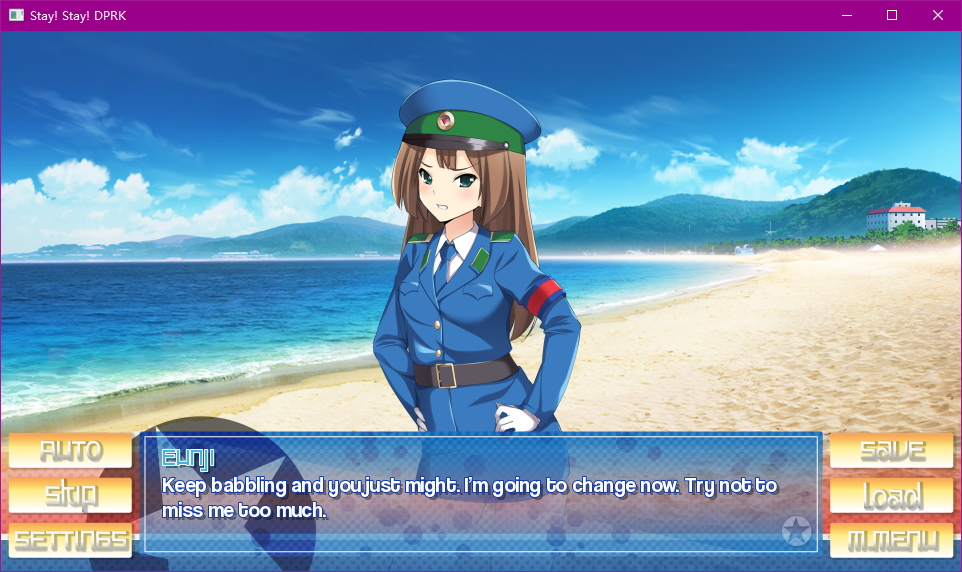 Stay! Stay! DPRK
AUTO
Skip
SETTINGS
Eunji
Keep babbling and you just might. I'm going to change now. Try not to
miss me too much.
SAVE
Load
M.MENU